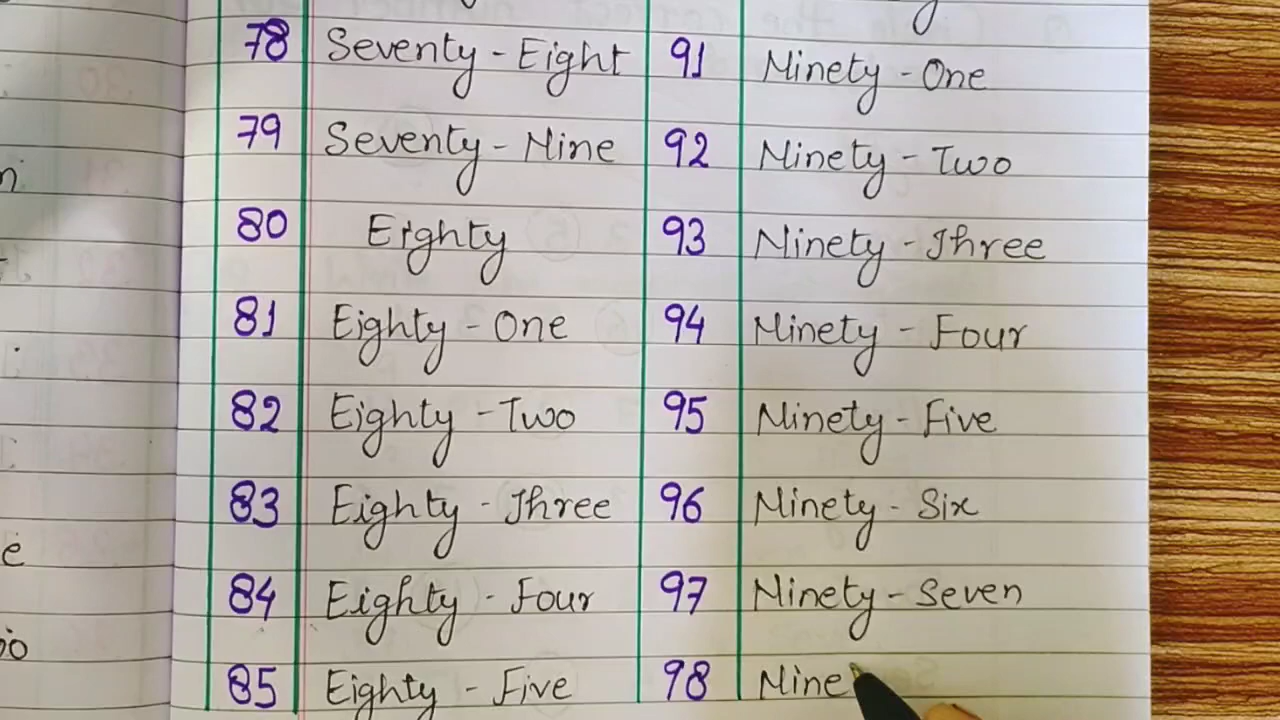 78 Seventy - Eight 91 Ninety - One
79 Seventy - Nine 92 Ninety - Two
80 Eighty 93 Ninety - Three
81 Eighty - One 94 Ninety - Four
82 Eighty - Two 95 Ninety - Five
83 Eighty - Three 96 Ninety - Six
84 Eighty - Four 97 Ninety - Seven
85 Eighty - Five 98 Nine